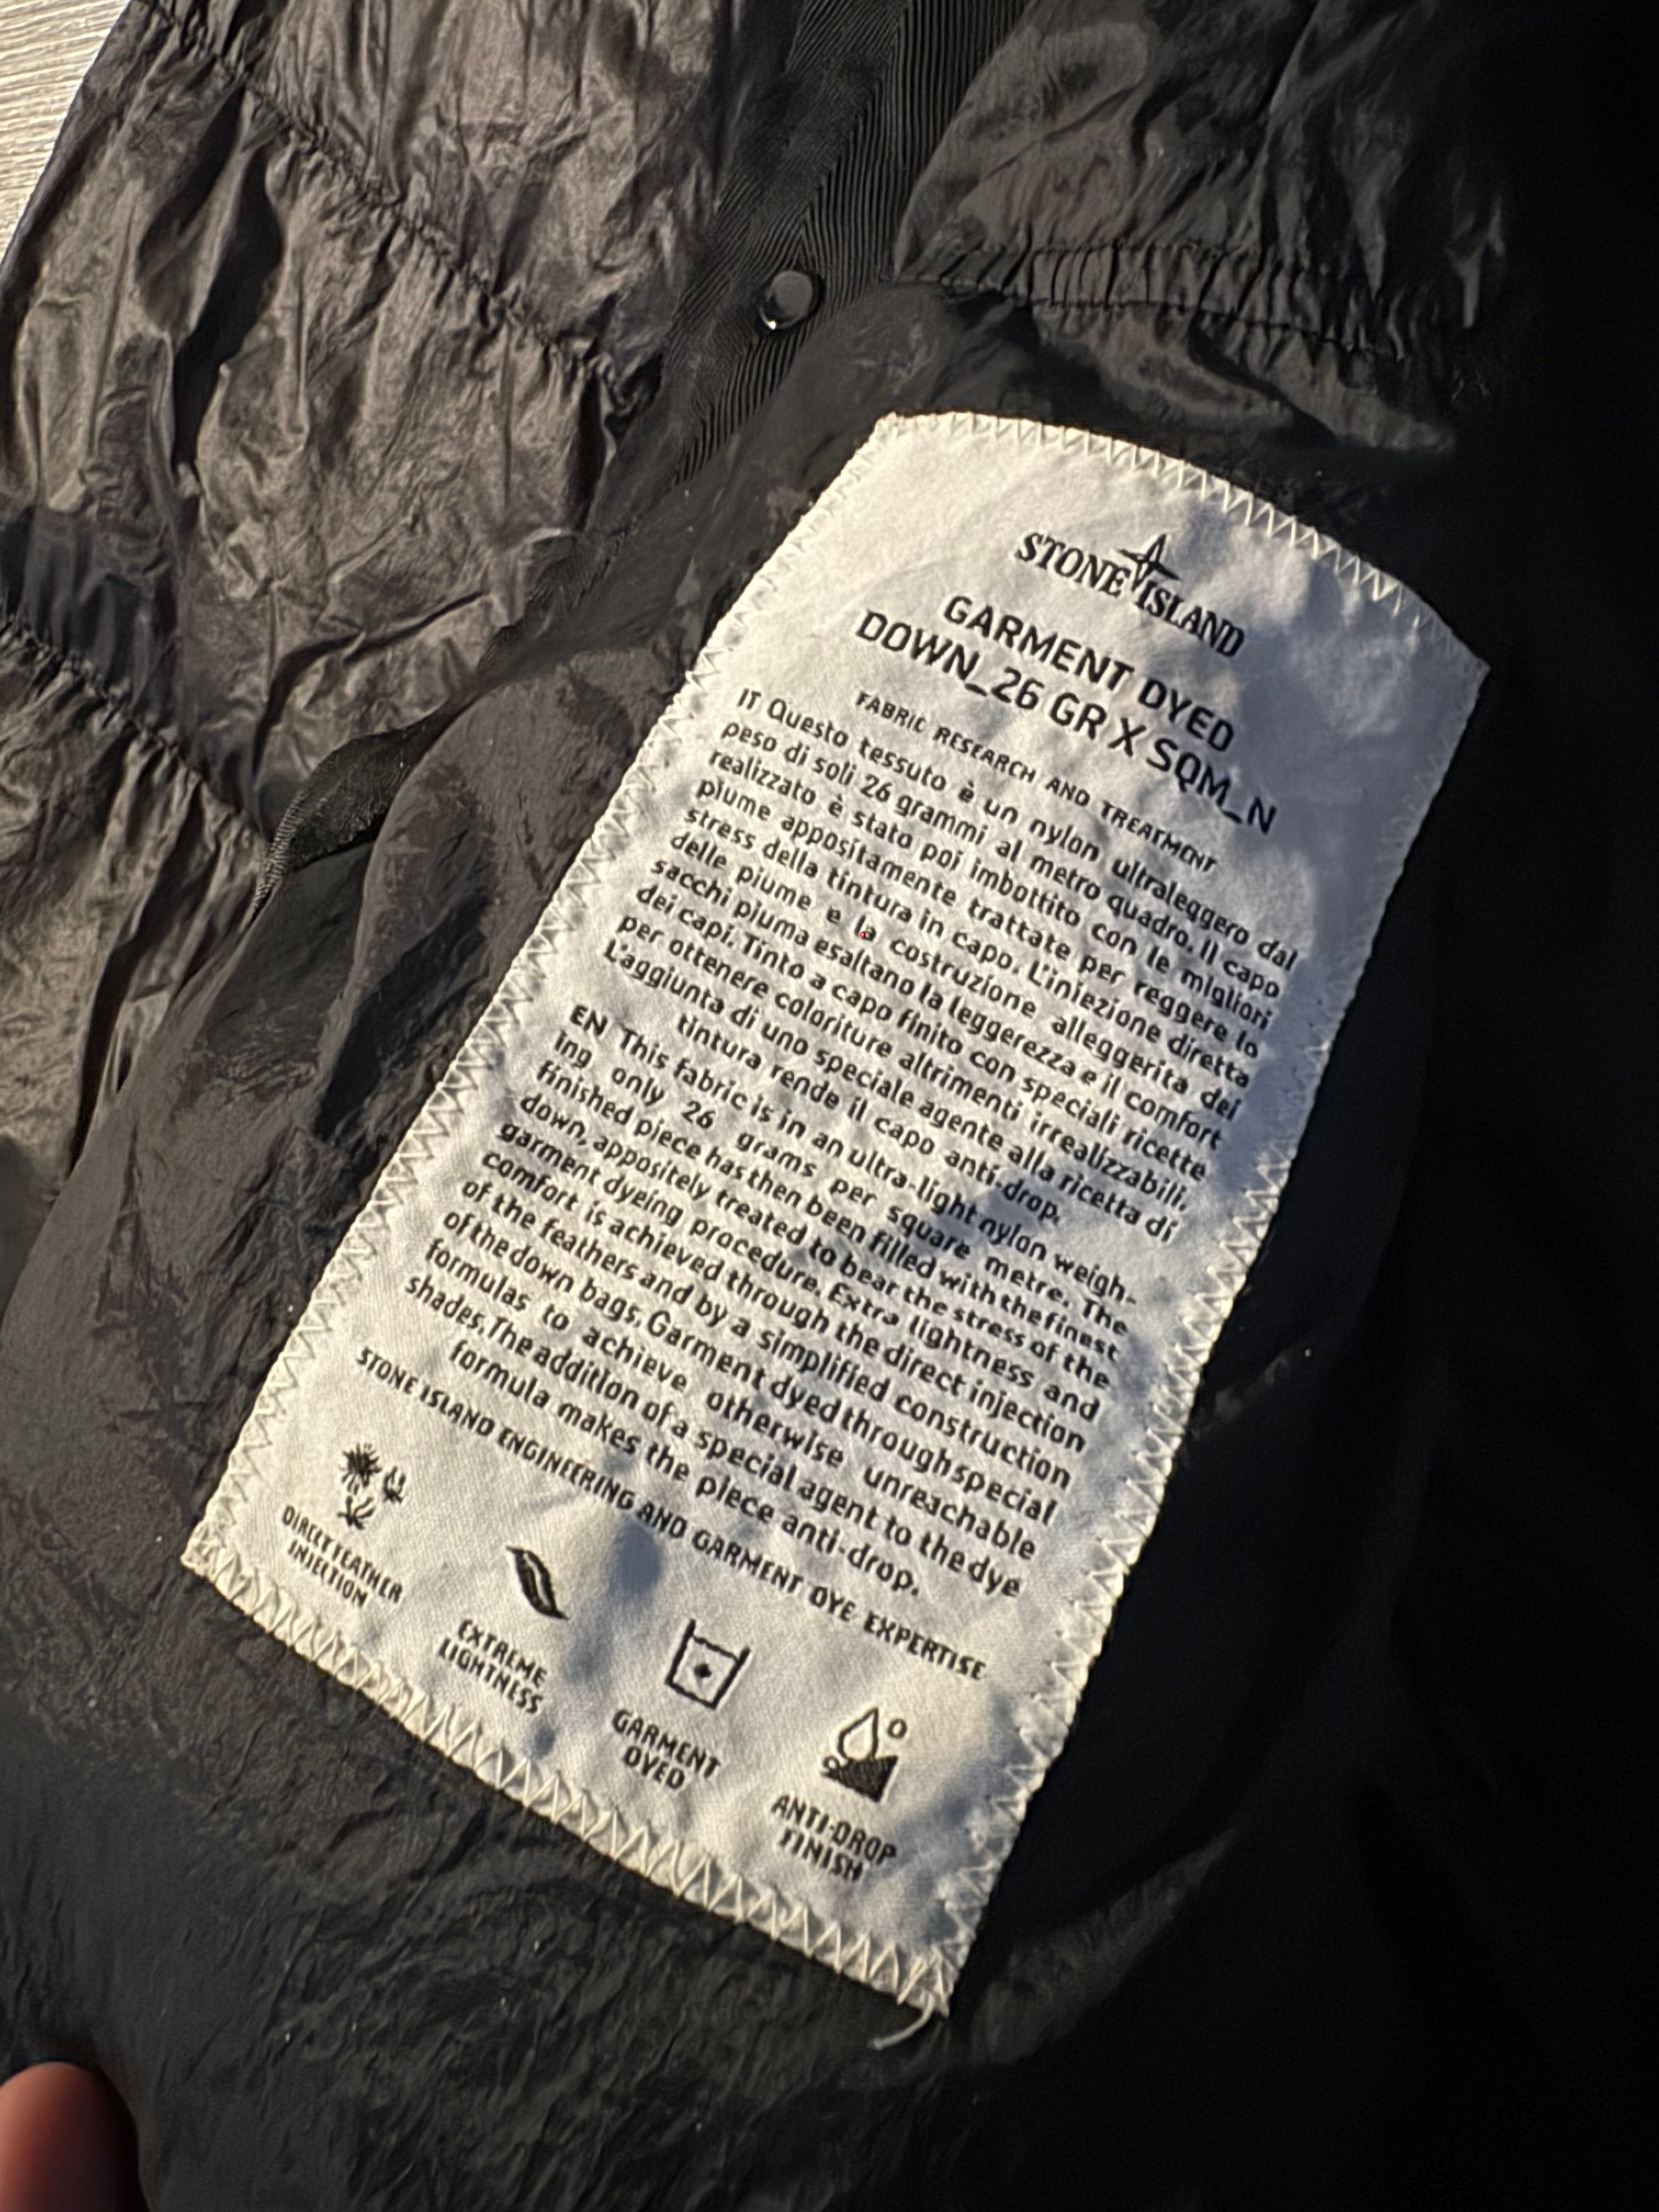 STONE ISLAND
GARMENT DYED
DOWN_26 GR X SQM_N
FABRIC RESEARCH AND TREATMENT
IT Questo tessuto è un nylon ultraleggero dal
peso di soli 26 grammi al metro quadro. Il capo
realizzato è stato poi imbottito con le migliori
piume appositamente trattate per reggere lo
stress della tintura in capo. L'iniezione diretta
delle piume e la costruzione alleggerita dei
sacchi piuma esaltano la leggerezza e il comfort
dei capi. Tinto a capo finito con speciali ricette
per ottenere coloriture altrimenti irrealizzabili.
L'aggiunta di uno speciale agente alla ricetta di
tintura rende il capo anti-drop.
EN This fabric is in an ultra-light nylon weigh-
ing only 26 grams per square metre. The
finished piece has then been filled with the finest
down, appositely treated to bear the stress of the
garment dyeing procedure. Extra lightness and
comfort is achieved through the direct injection
of the feathers and by a simplified construction
of the down bags. Garment dyed through special
formulas to achieve otherwise unreachable
shades. The addition of a special agent to the dye
formula makes the piece anti-drop.
STONE ISLAND ENGINEERING AND GARMENT DYE EXPERTISE
DIRECT FEATHER
INJECTION
EXTREME
LIGHTNESS
GARMENT
DYED
ANTI-DROP
FINISH